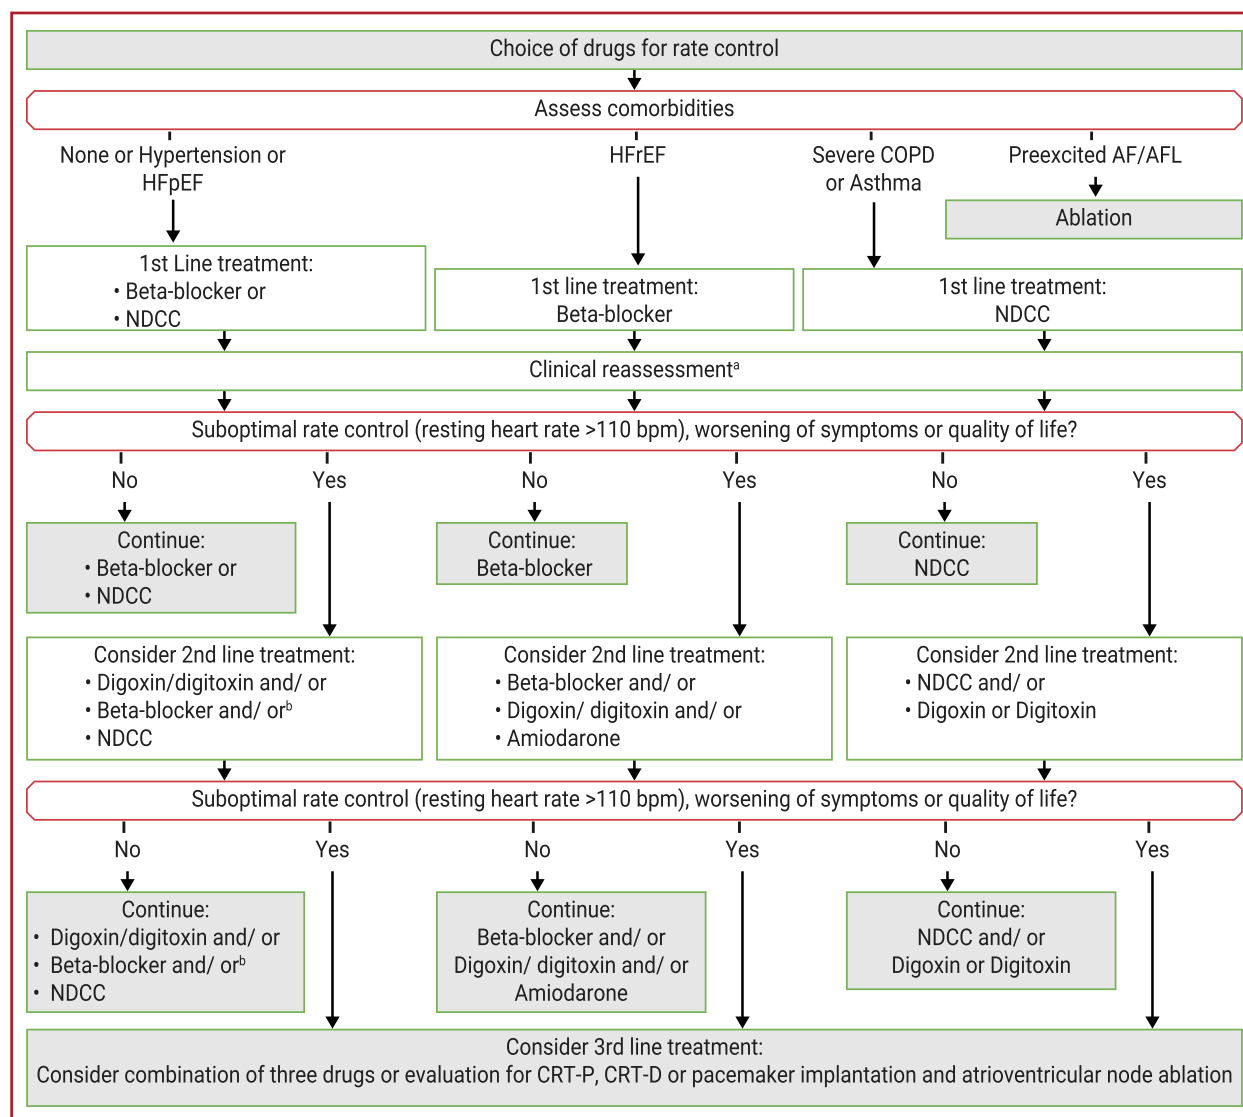 Choice of drugs for rate control
Assess comorbidities
None or Hypertension or
HFpEF
HFrEF
Severe COPD
or Asthma
Preexcited AF/AFL
Ablation
1st Line treatment:
• Beta-blocker or
• NDCC
1st line treatment:
Beta-blocker
1st line treatment:
NDCC
Clinical reassessmentᵃ
Suboptimal rate control (resting heart rate >110 bpm), worsening of symptoms or quality of life?
No
Yes
No
Yes
No
Yes
Continue:
• Beta-blocker or
• NDCC
Continue:
Beta-blocker
Continue:
NDCC
Consider 2nd line treatment:
• Digoxin/digitoxin and/ or
• Beta-blocker and/ orᵇ
• NDCC
Consider 2nd line treatment:
• Beta-blocker and/ or
• Digoxin/ digitoxin and/ or
• Amiodarone
Consider 2nd line treatment:
• NDCC and/ or
• Digoxin or Digitoxin
Suboptimal rate control (resting heart rate >110 bpm), worsening of symptoms or quality of life?
No
Yes
No
Yes
No
Yes
Continue:
• Digoxin/digitoxin and/ or
• Beta-blocker and/ orᵇ
• NDCC
Continue:
Beta-blocker and/ or
Digoxin/ digitoxin and/ or
Amiodarone
Continue:
NDCC and/ or
Digoxin or Digitoxin
Consider 3rd line treatment:
Consider combination of three drugs or evaluation for CRT-P, CRT-D or pacemaker implantation and atrioventricular node ablation